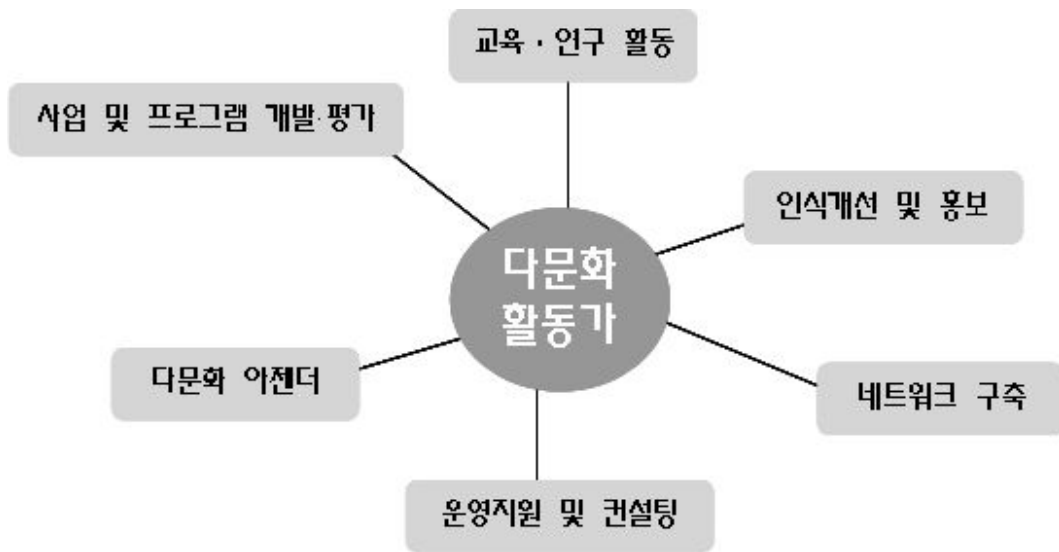 교육·연구 활동
사업 및 프로그램 개발·평가
인식개선 및 홍보
다문화
활동가
다문화 아젠더
네트워크 구축
운영지원 및 컨설팅